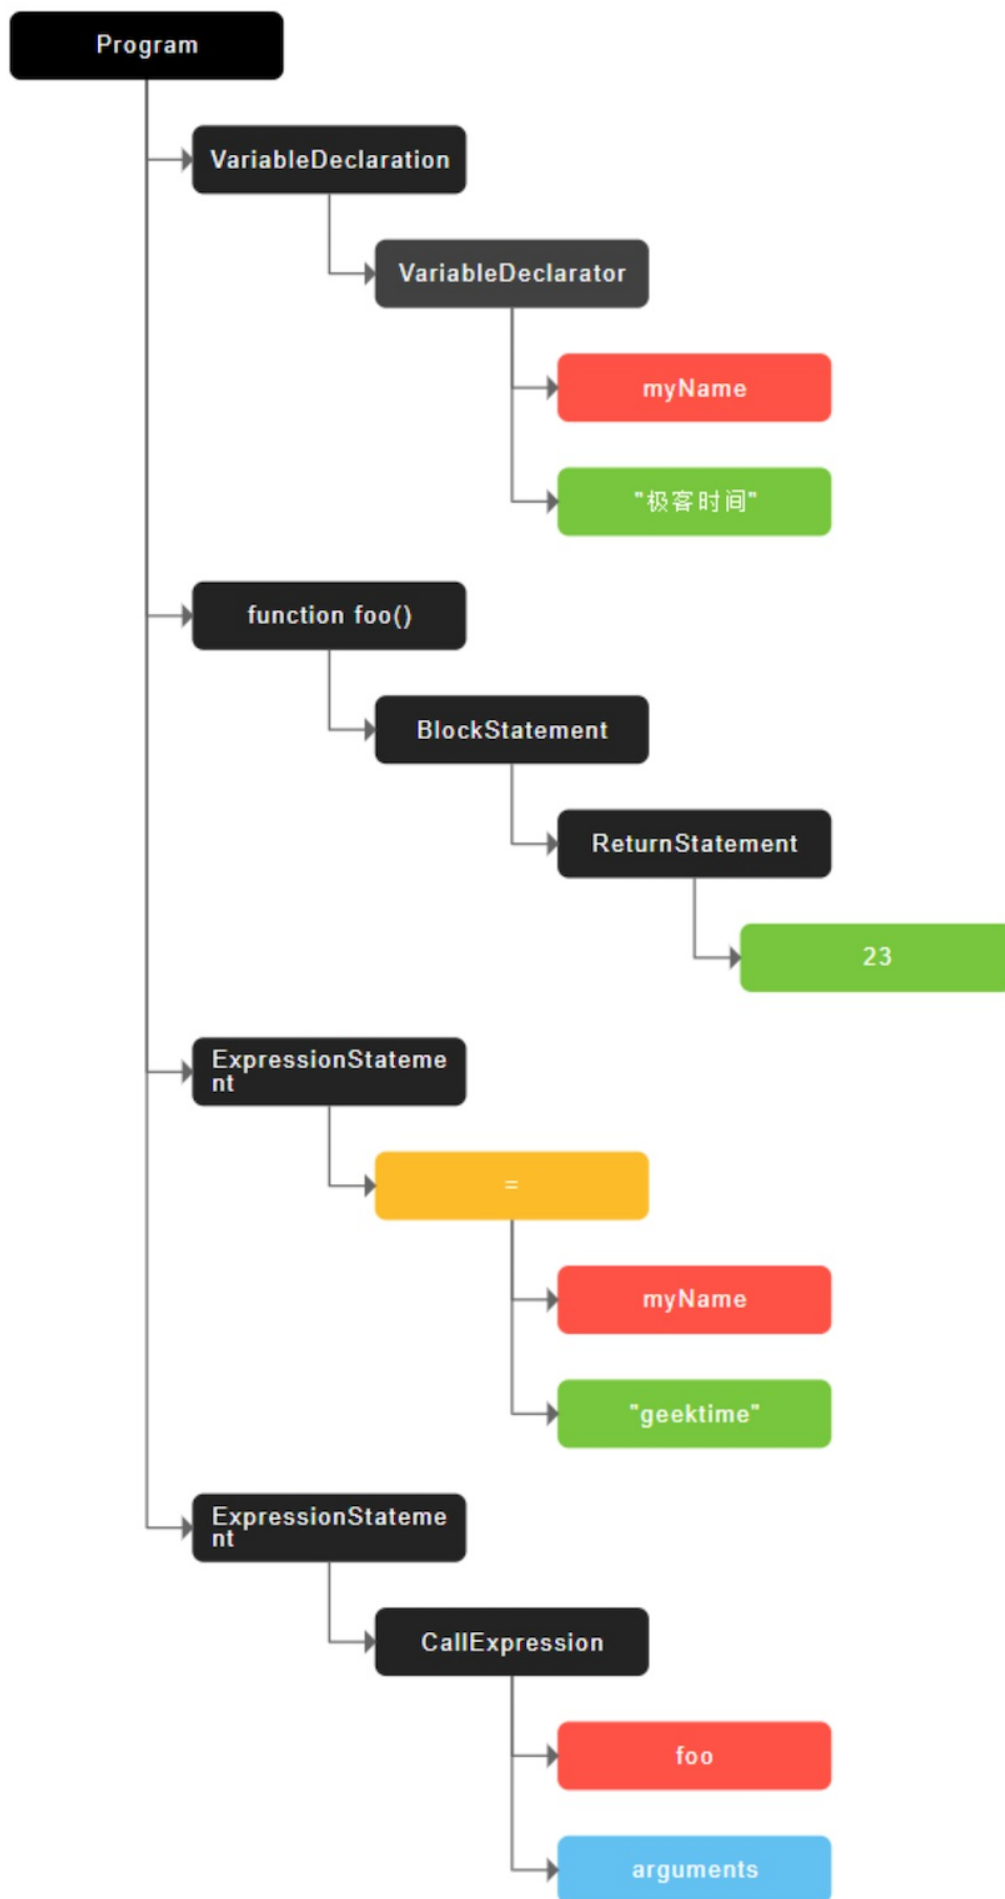 Program
VariableDeclaration
VariableDeclarator
myName
"极客时间"
function foo()
BlockStatement
ReturnStatement
23
ExpressionStateme
nt
=
myName
"geektime"
ExpressionStateme
nt
CallExpression
foo
arguments